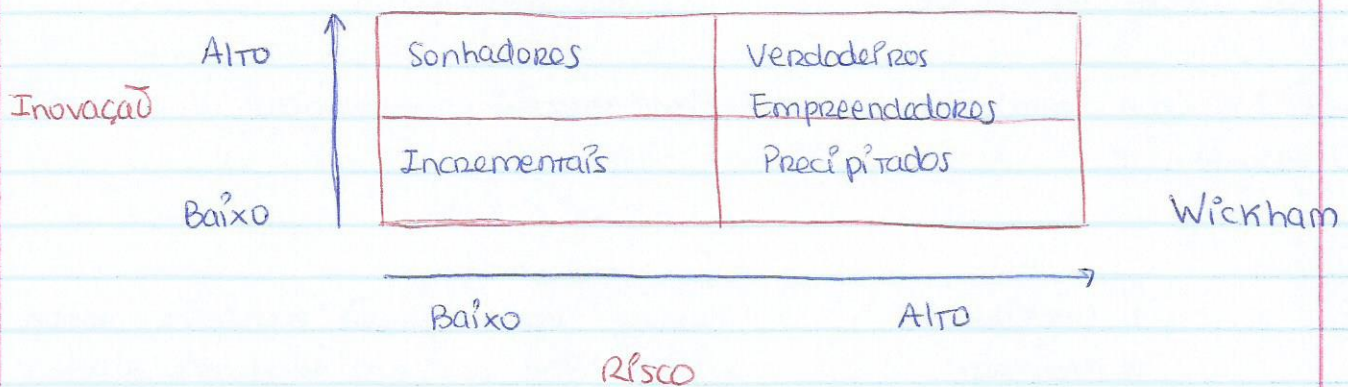 Alto
Sonhadores
Verdadeiros
Inovação
Empreendedores
Incrementais
Precipitados
Baixo
Wickham
Baixo
Alto
Risco